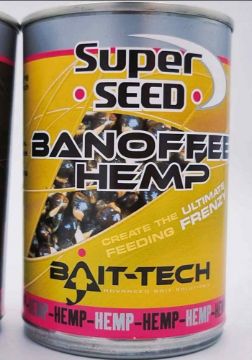 Super
• SEED •
BANOFFEE
HEMP
CREATE THE ULTIMATE
FEEDING FRENZY
BAIT-TECH
ADVANCED BAIT SOLUTIONS
-HEMP-HEMP-HEMP-HEMP-HEMP-